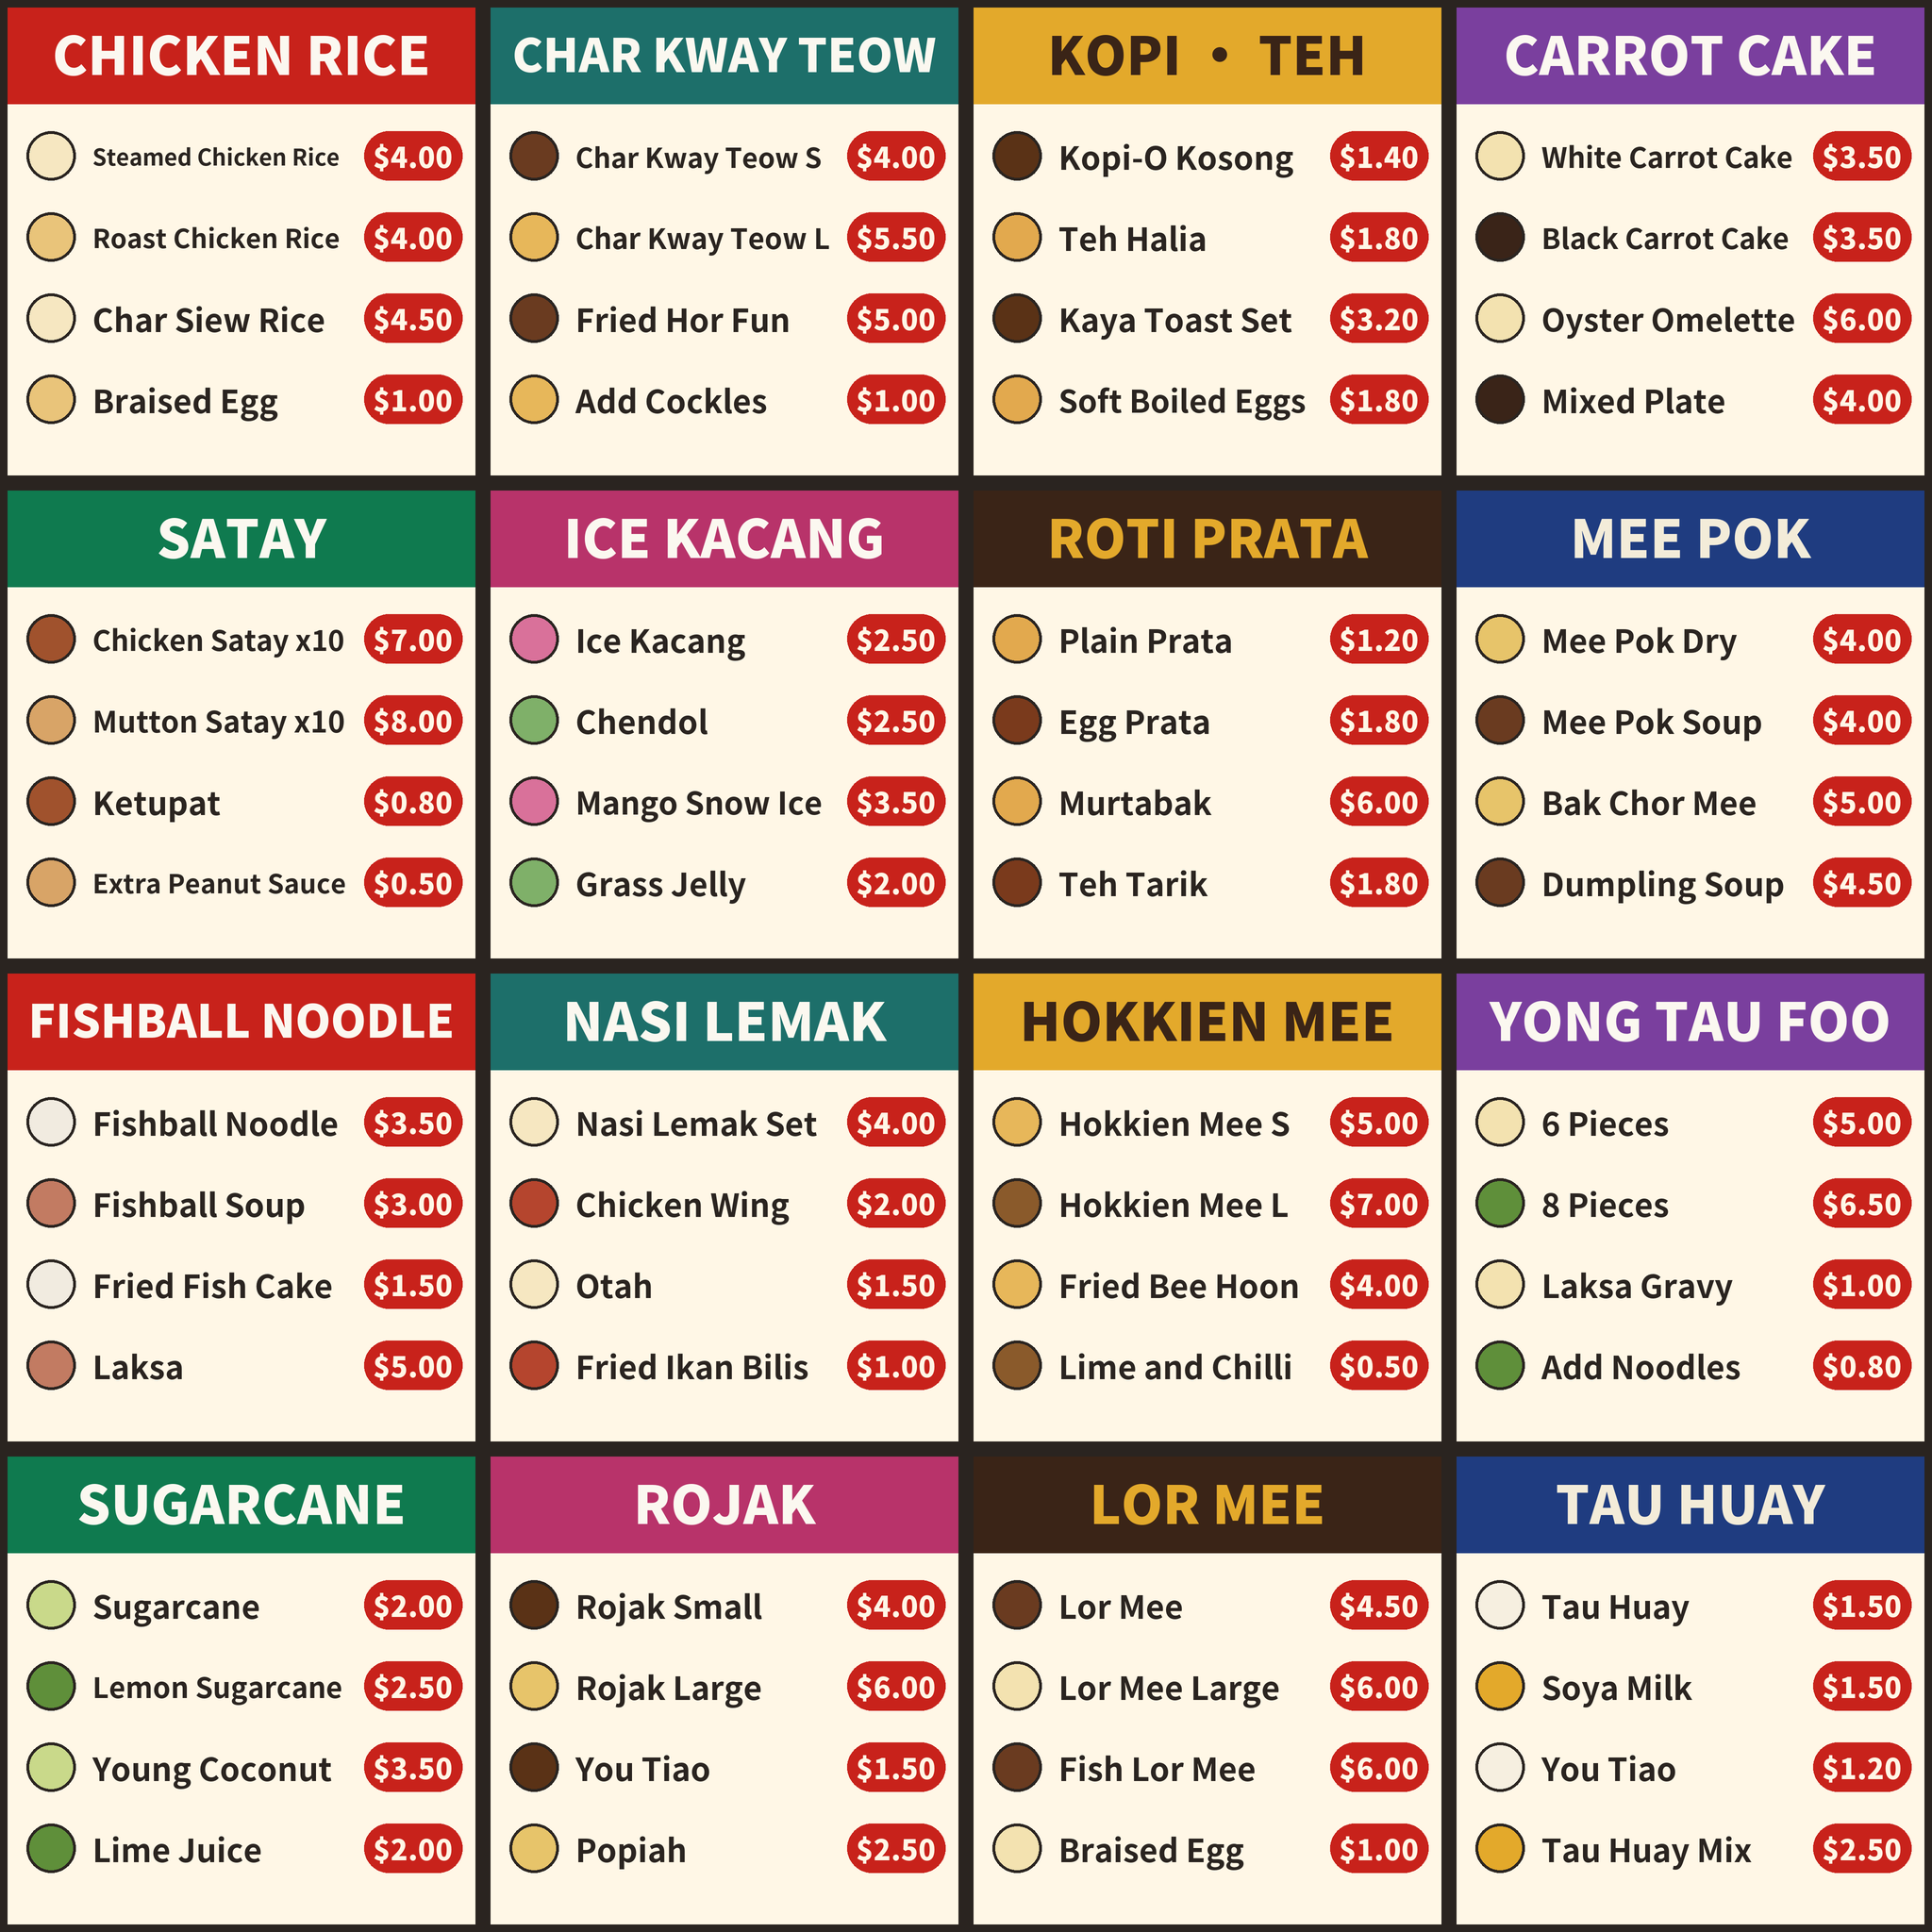 CHICKEN RICE
Steamed Chicken Rice $4.00
Roast Chicken Rice $4.00
Char Siew Rice $4.50
Braised Egg $1.00
CHAR KWAY TEOW
Char Kway Teow S $4.00
Char Kway Teow L $5.50
Fried Hor Fun $5.00
Add Cockles $1.00
KOPI • TEH
Kopi-O Kosong $1.40
Teh Halia $1.80
Kaya Toast Set $3.20
Soft Boiled Eggs $1.80
CARROT CAKE
White Carrot Cake $3.50
Black Carrot Cake $3.50
Oyster Omelette $6.00
Mixed Plate $4.00
SATAY
Chicken Satay x10 $7.00
Mutton Satay x10 $8.00
Ketupat $0.80
Extra Peanut Sauce $0.50
ICE KACANG
Ice Kacang $2.50
Chendol $2.50
Mango Snow Ice $3.50
Grass Jelly $2.00
ROTI PRATA
Plain Prata $1.20
Egg Prata $1.80
Murtabak $6.00
Teh Tarik $1.80
MEE POK
Mee Pok Dry $4.00
Mee Pok Soup $4.00
Bak Chor Mee $5.00
Dumpling Soup $4.50
FISHBALL NOODLE
Fishball Noodle $3.50
Fishball Soup $3.00
Fried Fish Cake $1.50
Laksa $5.00
NASI LEMAK
Nasi Lemak Set $4.00
Chicken Wing $2.00
Otah $1.50
Fried Ikan Bilis $1.00
HOKKIEN MEE
Hokkien Mee S $5.00
Hokkien Mee L $7.00
Fried Bee Hoon $4.00
Lime and Chilli $0.50
YONG TAU FOO
6 Pieces $5.00
8 Pieces $6.50
Laksa Gravy $1.00
Add Noodles $0.80
SUGARCANE
Sugarcane $2.00
Lemon Sugarcane $2.50
Young Coconut $3.50
Lime Juice $2.00
ROJAK
Rojak Small $4.00
Rojak Large $6.00
You Tiao $1.50
Popiah $2.50
LOR MEE
Lor Mee $4.50
Lor Mee Large $6.00
Fish Lor Mee $6.00
Braised Egg $1.00
TAU HUAY
Tau Huay $1.50
Soya Milk $1.50
You Tiao $1.20
Tau Huay Mix $2.50